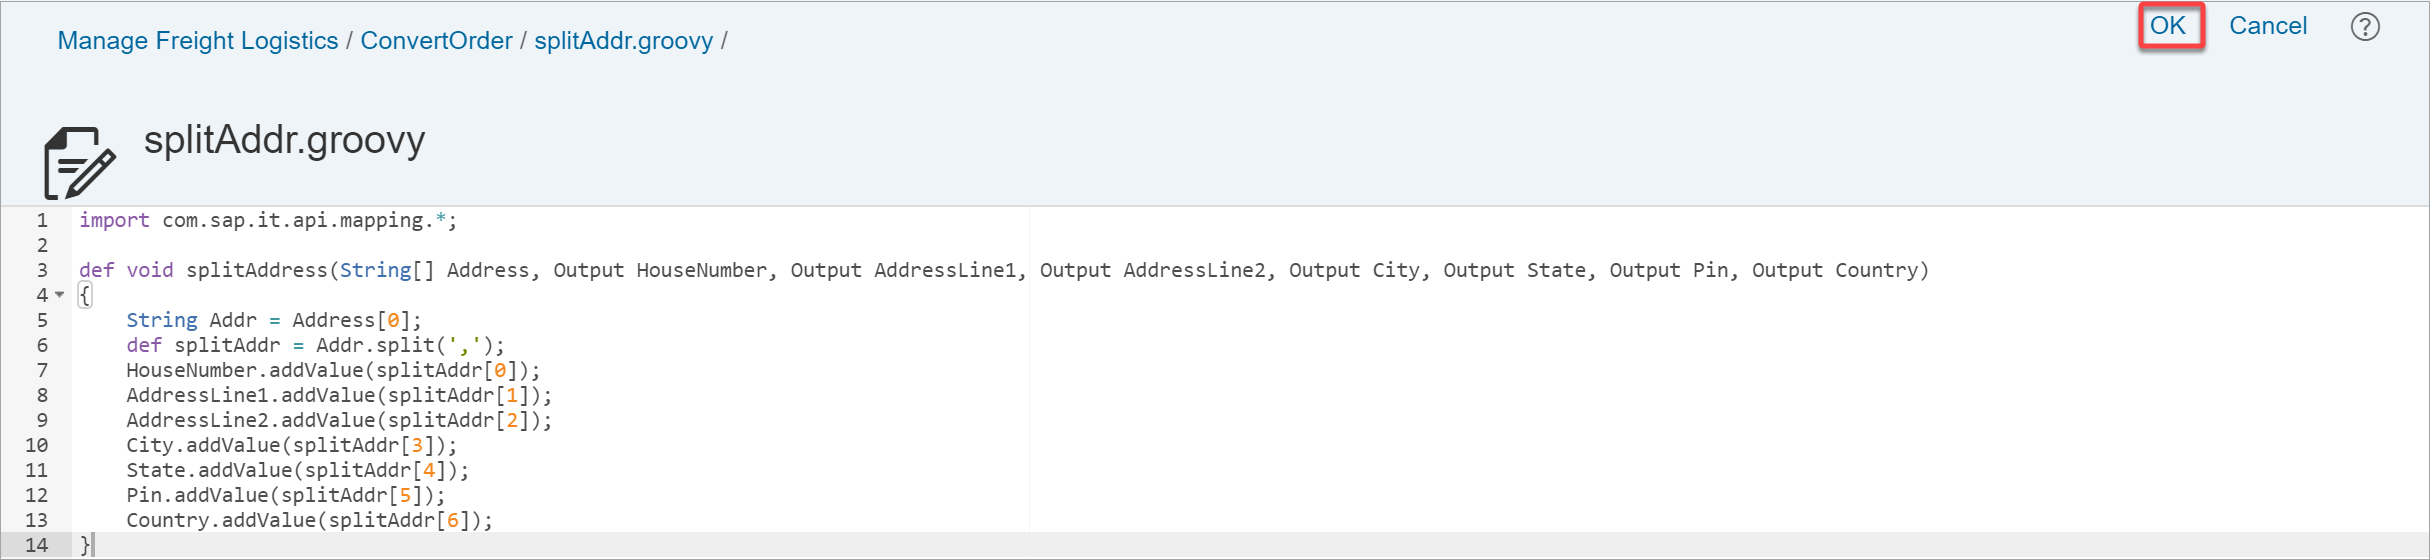 Manage Freight Logistics / ConvertOrder / splitAddr.groovy /
OK Cancel ?
splitAddr.groovy
1 import com.sap.it.api.mapping.*;
2
3 def void splitAddress(String[] Address, Output HouseNumber, Output AddressLine1, Output AddressLine2, Output City, Output State, Output Pin, Output Country)
4 {
5     String Addr = Address[0];
6     def splitAddr = Addr.split(',');
7     HouseNumber.addValue(splitAddr[0]);
8     AddressLine1.addValue(splitAddr[1]);
9     AddressLine2.addValue(splitAddr[2]);
10     City.addValue(splitAddr[3]);
11     State.addValue(splitAddr[4]);
12     Pin.addValue(splitAddr[5]);
13     Country.addValue(splitAddr[6]);
14 }